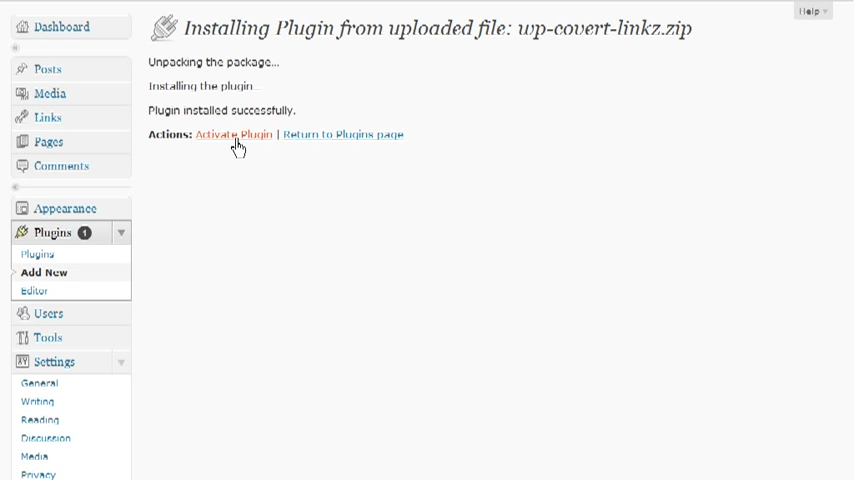 Help
Installing Plugin from uploaded file: wp-covert-linkz.zip
Unpacking the package...
Installing the plugin...
Plugin installed successfully.
Actions: Activate Plugin | Return to Plugins page
Dashboard
Posts
Media
Links
Pages
Comments
Appearance
Plugins 1
Plugins
Add New
Editor
Users
Tools
Settings
General
Writing
Reading
Discussion
Media
Privacy